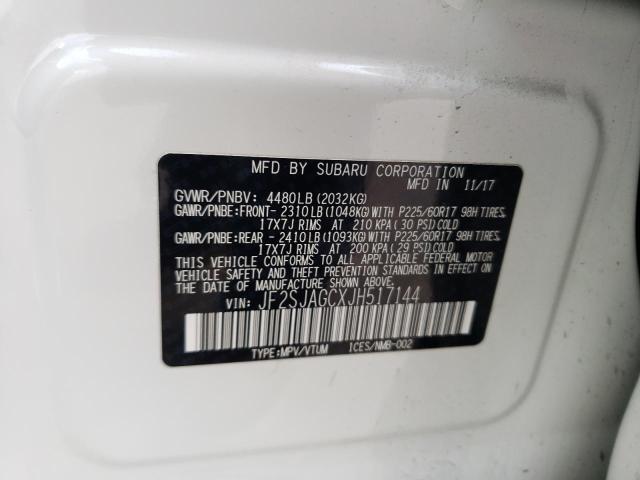 MFD BY SUBARU CORPORATION
MFD IN 11/17
GVWR/PNBV: 4480LB (2032KG)
GAWR/PNBE:FRONT- 2310LB (1048KG)WITH P225/60R17 98H TIRES,
17X7J RIMS AT 210 KPA ( 30 PSI) COLD
GAWR/PNBE:REAR - 2410LB (1093KG)WITH P225/60R17 98H TIRES,
17X7J RIMS AT 200 KPA ( 29 PSI) COLD
THIS VEHICLE CONFORMS TO ALL APPLICABLE FEDERAL MOTOR
VEHICLE SAFETY AND THEFT PREVENTION STANDARDS IN EFFECT ON
THE DATE OF MANUFACTURE SHOWN ABOVE.
VIN: JF2SJAGCXJH517144
TYPE:MPV/VTUM ICES/NMB-002